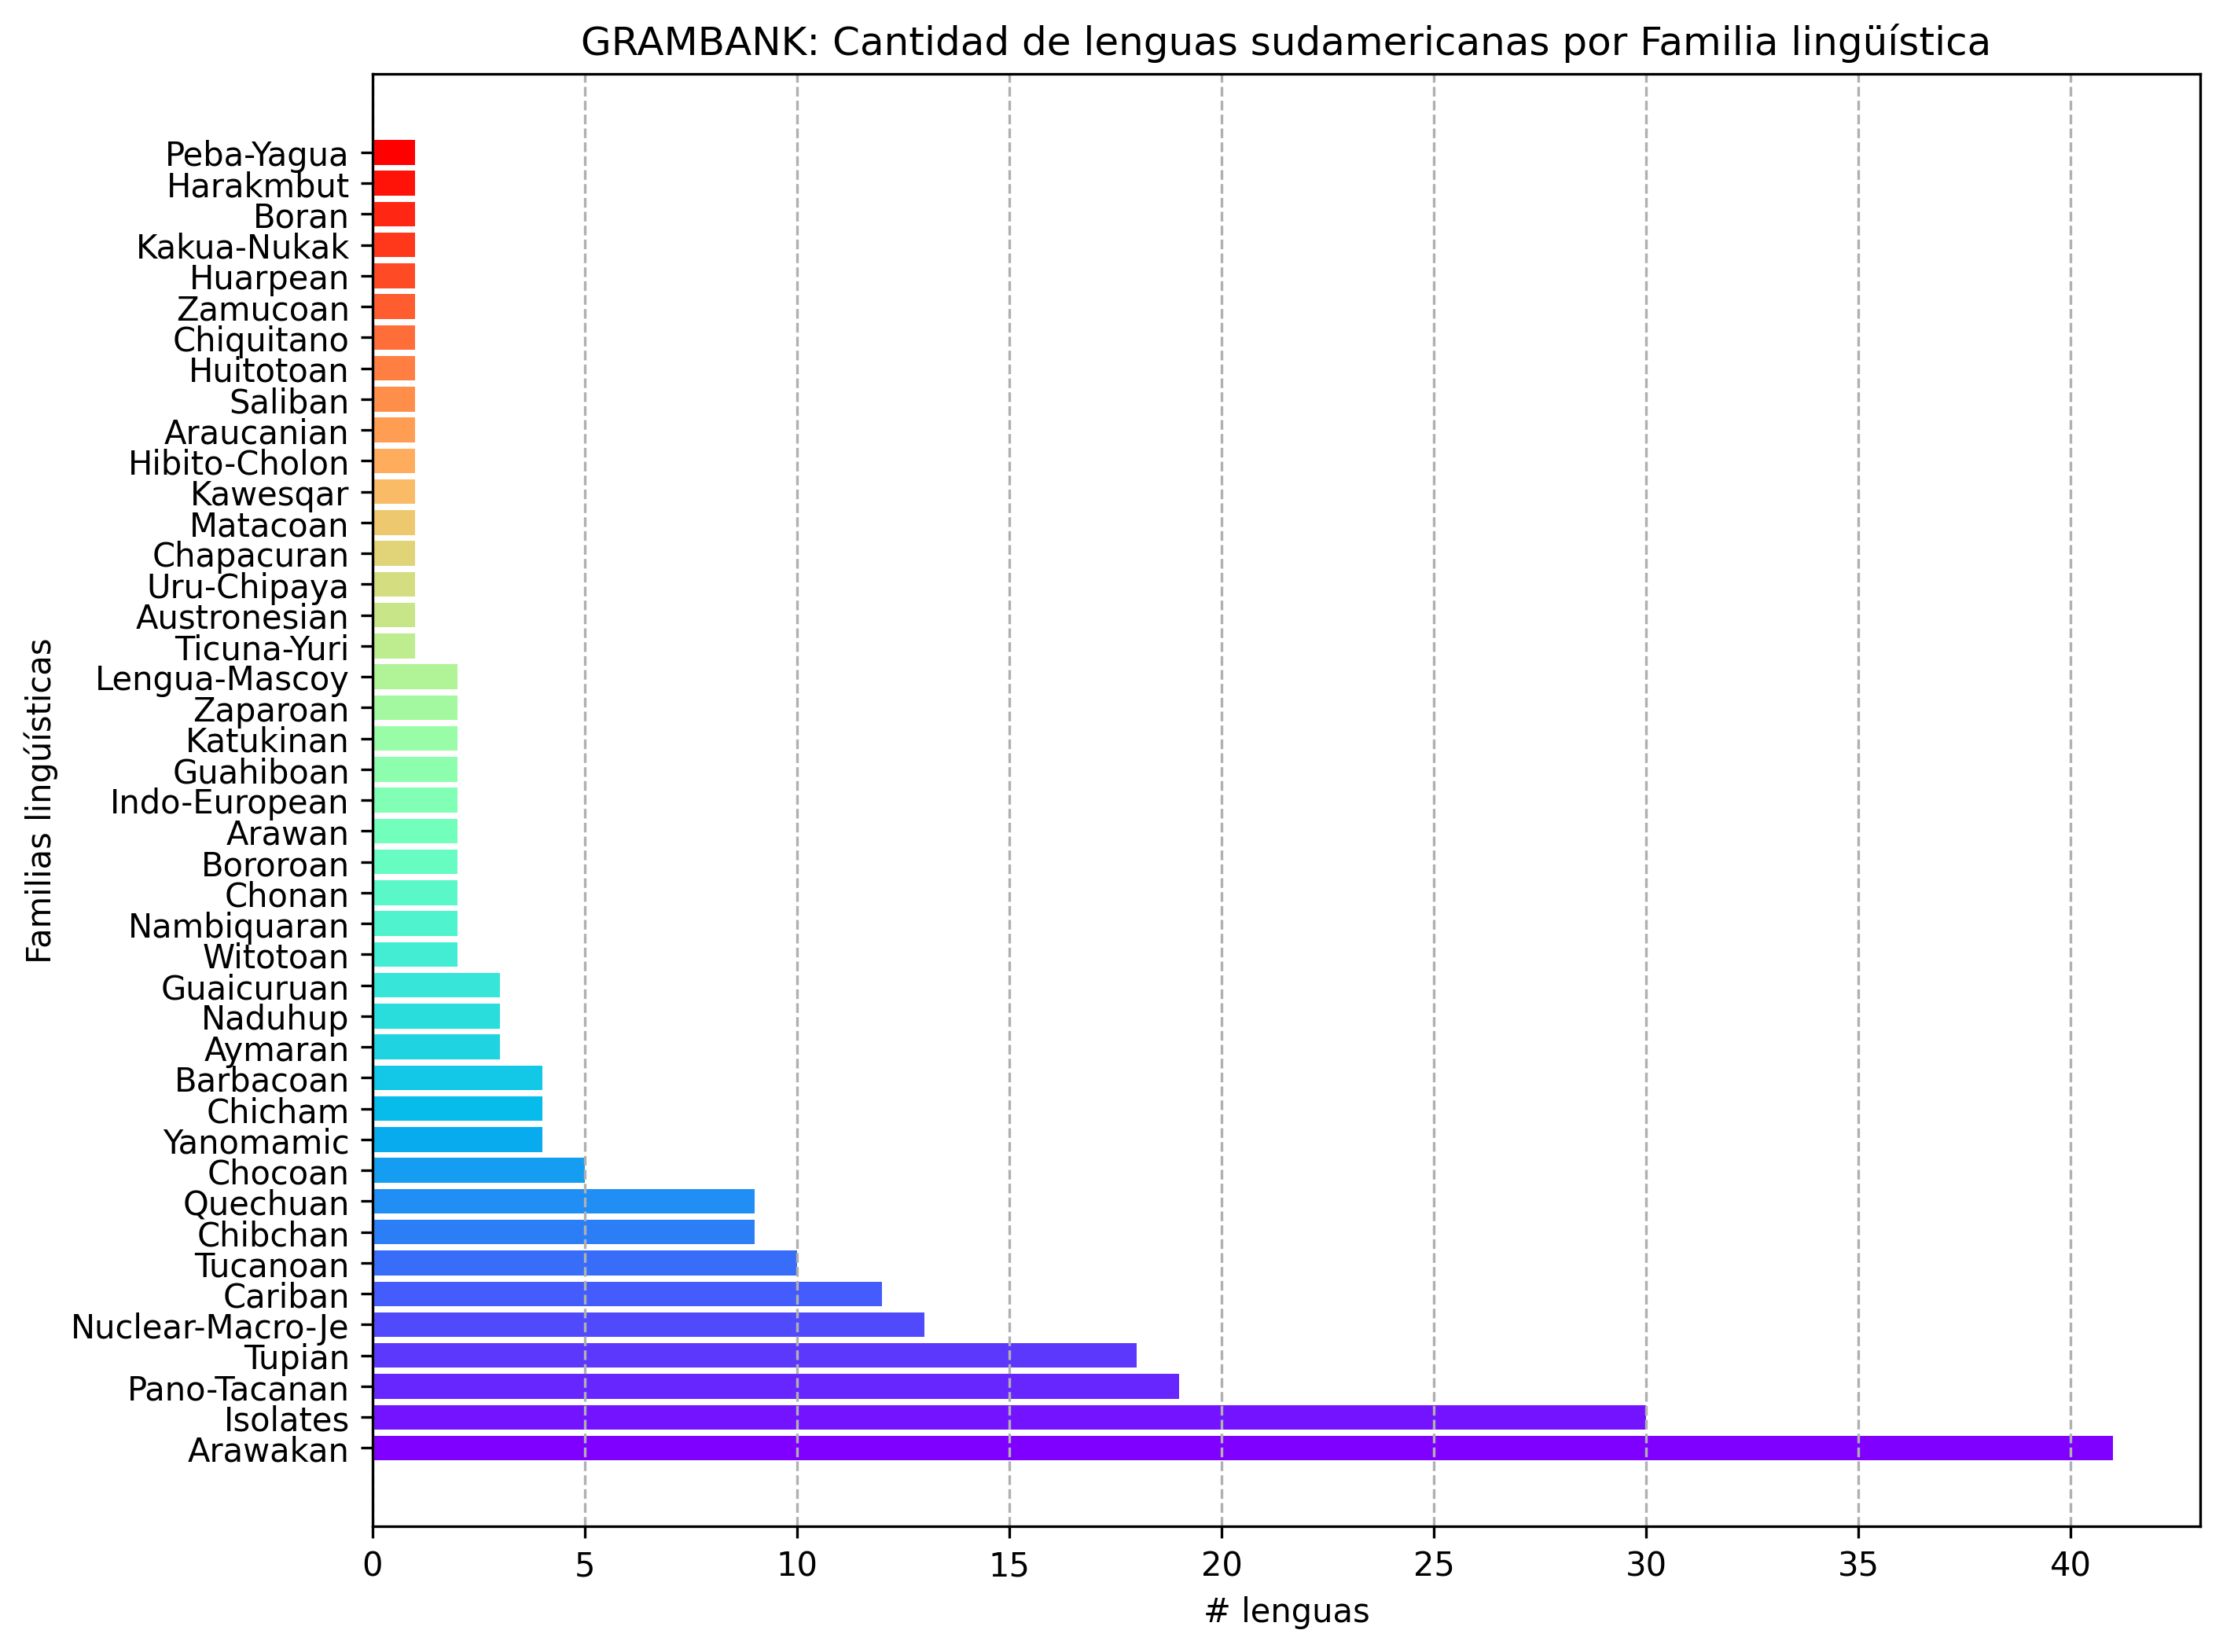 GRAMBANK: Cantidad de lenguas sudamericanas por Familia lingüística
Familias lingúísticas
Peba-Yagua
Harakmbut
Boran
Kakua-Nukak
Huarpean
Zamucoan
Chiquitano
Huitotoan
Saliban
Araucanian
Hibito-Cholon
Kawesqar
Matacoan
Chapacuran
Uru-Chipaya
Austronesian
Ticuna-Yuri
Lengua-Mascoy
Zaparoan
Katukinan
Guahiboan
Indo-European
Arawan
Bororoan
Chonan
Nambiquaran
Witotoan
Guaicuruan
Naduhup
Aymaran
Barbacoan
Chicham
Yanomamic
Chocoan
Quechuan
Chibchan
Tucanoan
Cariban
Nuclear-Macro-Je
Tupian
Pano-Tacanan
Isolates
Arawakan
0 5 10 15 20 25 30 35 40
# lenguas